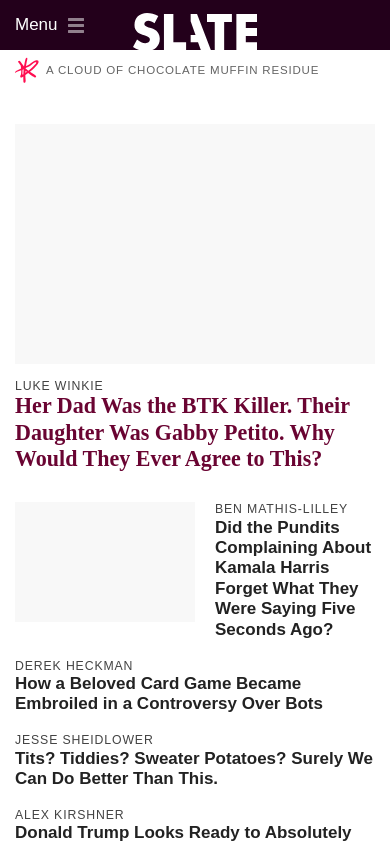 Menu
SLATE
A CLOUD OF CHOCOLATE MUFFIN RESIDUE
LUKE WINKIE
Her Dad Was the BTK Killer. Their
Daughter Was Gabby Petito. Why
Would They Ever Agree to This?
BEN MATHIS-LILLEY
Did the Pundits
Complaining About
Kamala Harris
Forget What They
Were Saying Five
Seconds Ago?
DEREK HECKMAN
How a Beloved Card Game Became
Embroiled in a Controversy Over Bots
JESSE SHEIDLOWER
Tits? Tiddies? Sweater Potatoes? Surely We
Can Do Better Than This.
ALEX KIRSHNER
Donald Trump Looks Ready to Absolutely